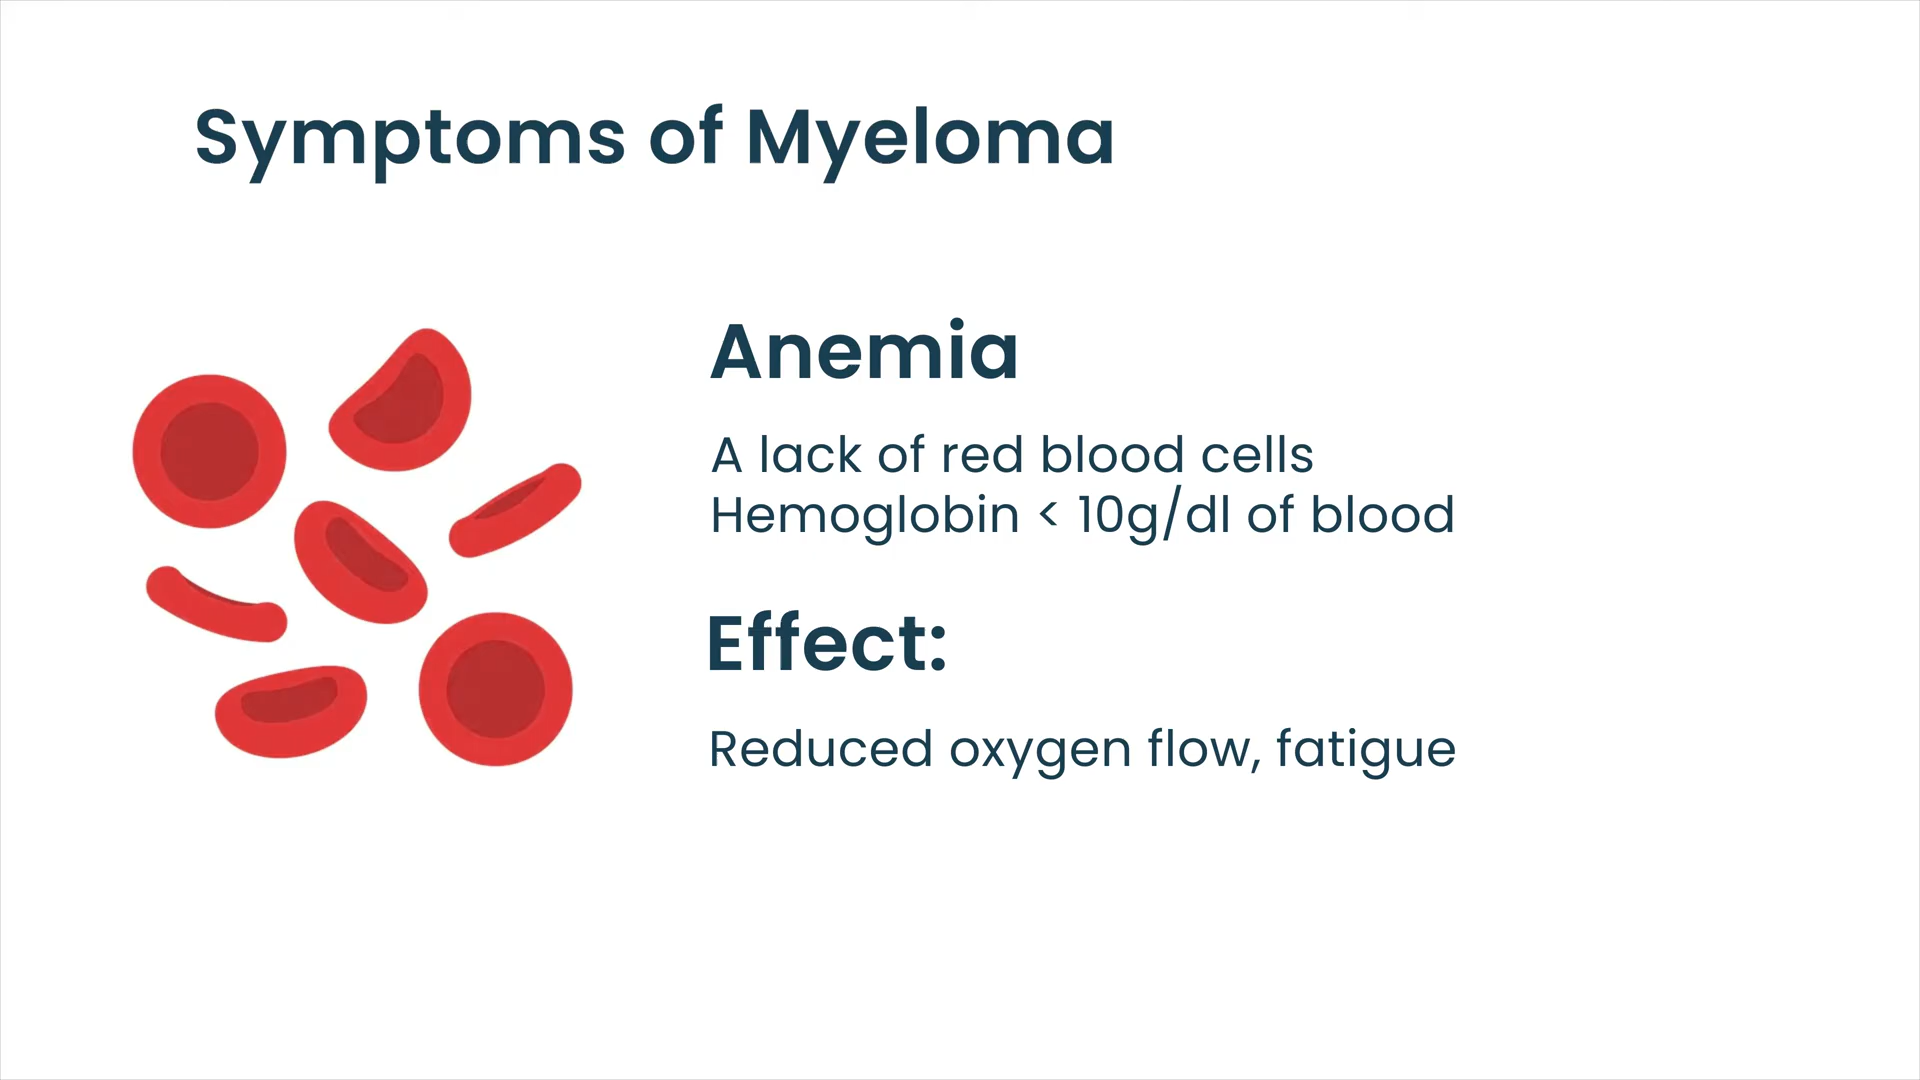 Symptoms of Myeloma
Anemia
A lack of red blood cells
Hemoglobin < 10g/dl of blood
Effect:
Reduced oxygen flow, fatigue